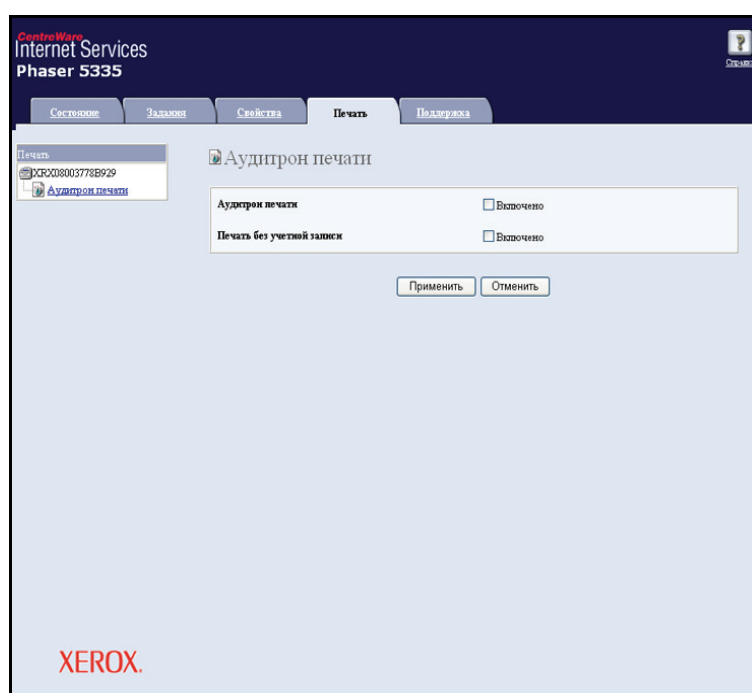 CentreWare
Internet Services
Phaser 5335
Справка
Состояние Задания Свойства Печать Поддержка
Печать
XRX08003778B929
Аудитрон печати
Аудитрон печати
Аудитрон печати Включено
Печать без учетной записи Включено
Применить Отменить
XEROX.